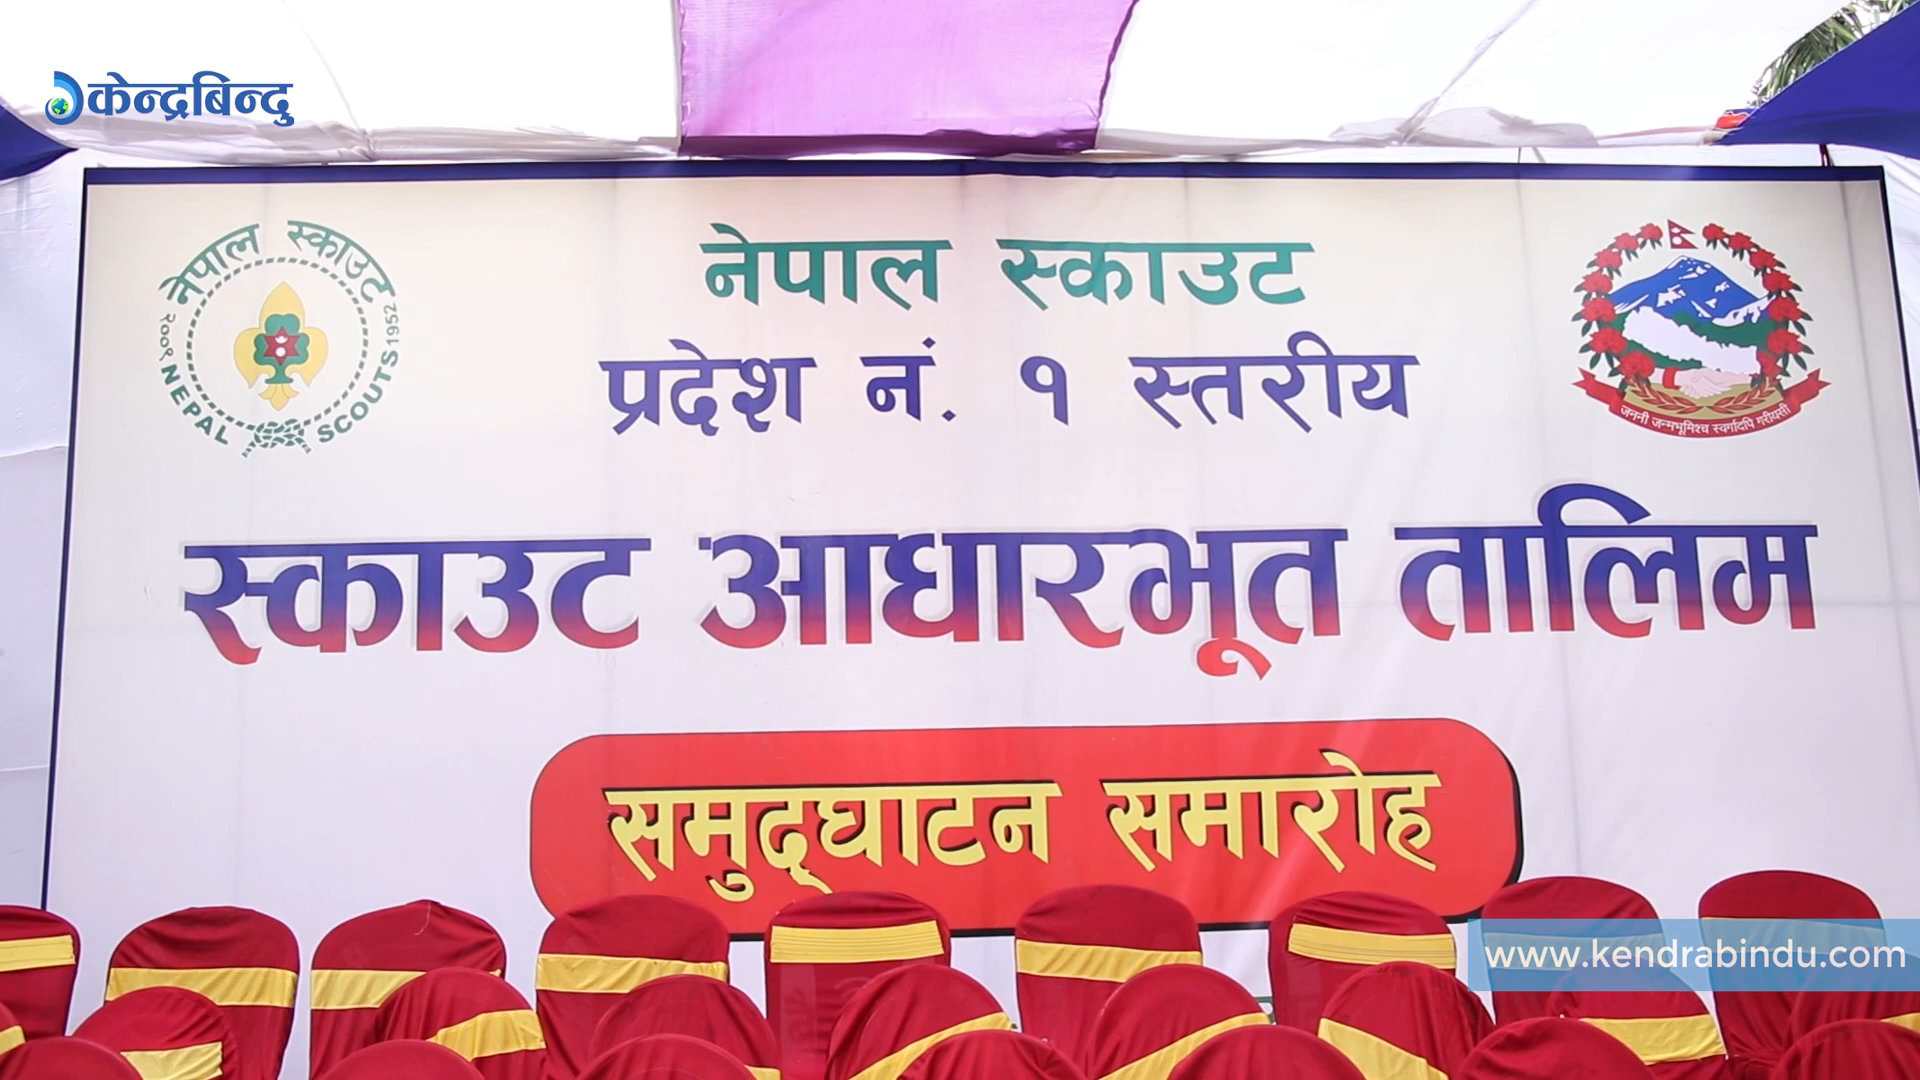 केन्द्रबिन्दु
नेपाल स्काउट
२००९ NEPAL SCOUTS 1952
नेपाल स्काउट
प्रदेश नं. १ स्तरीय
जननी जन्मभूमिश्च स्वर्गादपि गरीयसी
स्काउट आधारभूत तालिम
समुद्घाटन समारोह
www.kendrabindu.com